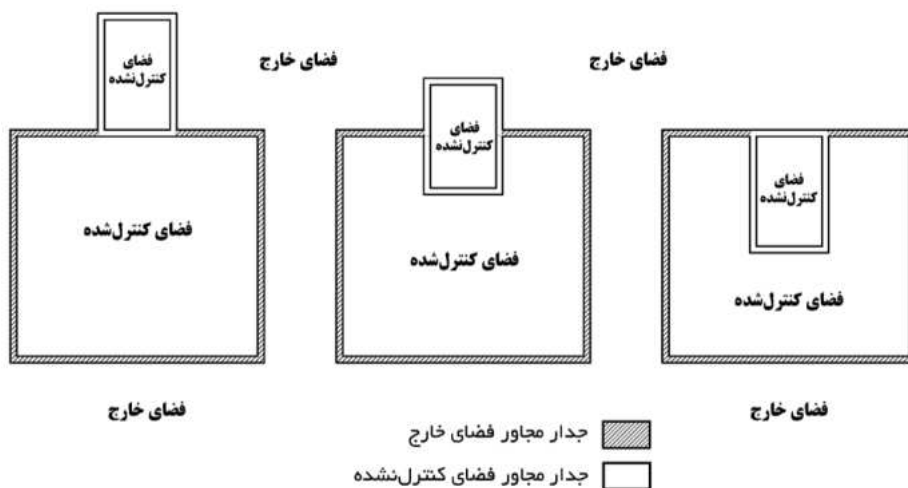 فضای
کنترل‌نشده
فضای خارج
فضای خارج
فضای
کنترل‌نشده
فضای
کنترل‌نشده
فضای کنترل‌شده
فضای کنترل‌شده
فضای کنترل‌شده
فضای خارج
فضای خارج
جدار مجاور فضای خارج
جدار مجاور فضای کنترل‌نشده